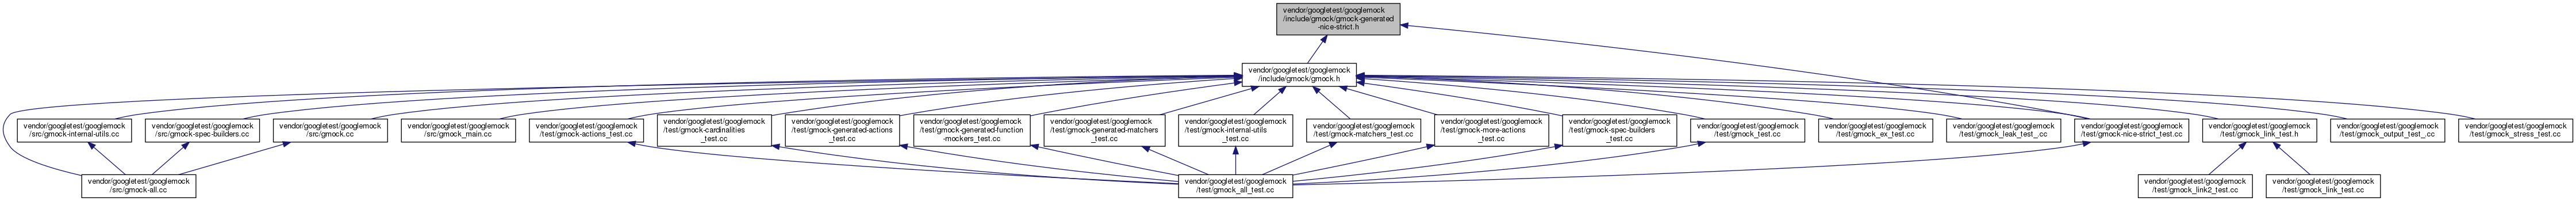 vendor/googletest/googlemock
/include/gmock/gmock-generated
-nice-strict.h
vendor/googletest/googlemock
/include/gmock/gmock.h
vendor/googletest/googlemock
/src/gmock-internal-utils.cc
vendor/googletest/googlemock
/src/gmock-spec-builders.cc
vendor/googletest/googlemock
/src/gmock.cc
vendor/googletest/googlemock
/src/gmock_main.cc
vendor/googletest/googlemock
/test/gmock-actions_test.cc
vendor/googletest/googlemock
/test/gmock-cardinalities
_test.cc
vendor/googletest/googlemock
/test/gmock-generated-actions
_test.cc
vendor/googletest/googlemock
/test/gmock-generated-function
-mockers_test.cc
vendor/googletest/googlemock
/test/gmock-generated-matchers
_test.cc
vendor/googletest/googlemock
/test/gmock-internal-utils
_test.cc
vendor/googletest/googlemock
/test/gmock-matchers_test.cc
vendor/googletest/googlemock
/test/gmock-more-actions
_test.cc
vendor/googletest/googlemock
/test/gmock-spec-builders
_test.cc
vendor/googletest/googlemock
/test/gmock_test.cc
vendor/googletest/googlemock
/test/gmock_ex_test.cc
vendor/googletest/googlemock
/test/gmock_leak_test_.cc
vendor/googletest/googlemock
/test/gmock-nice-strict_test.cc
vendor/googletest/googlemock
/test/gmock_link_test.h
vendor/googletest/googlemock
/test/gmock_output_test_.cc
vendor/googletest/googlemock
/test/gmock_stress_test.cc
vendor/googletest/googlemock
/src/gmock-all.cc
vendor/googletest/googlemock
/test/gmock_all_test.cc
vendor/googletest/googlemock
/test/gmock_link2_test.cc
vendor/googletest/googlemock
/test/gmock_link_test.cc